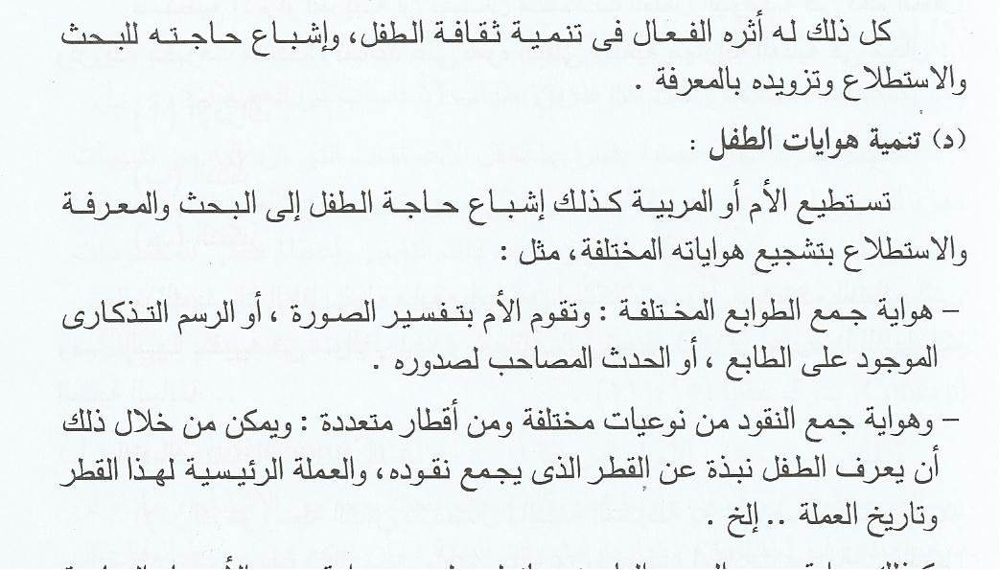 كل ذلك له أثره الفعال فى تنمية ثقافة الطفل، وإشباع حاجته للبحث
والاستطلاع وتزويده بالمعرفة .
(د) تنمية هوايات الطفل :
تستطيع الأم أو المربية كذلك إشباع حاجة الطفل إلى البحث والمعرفة
والاستطلاع بتشجيع هواياته المختلفة، مثل :
– هواية جمع الطوابع المختلفة : وتقوم الأم بتفسير الصورة ، أو الرسم التذكارى
الموجود على الطابع ، أو الحدث المصاحب لصدوره .
– وهواية جمع النقود من نوعيات مختلفة ومن أقطار متعددة : ويمكن من خلال ذلك
أن يعرف الطفل نبذة عن القطر الذى يجمع نقوده، والعملة الرئيسية لهذا القطر
وتاريخ العملة .. إلخ .